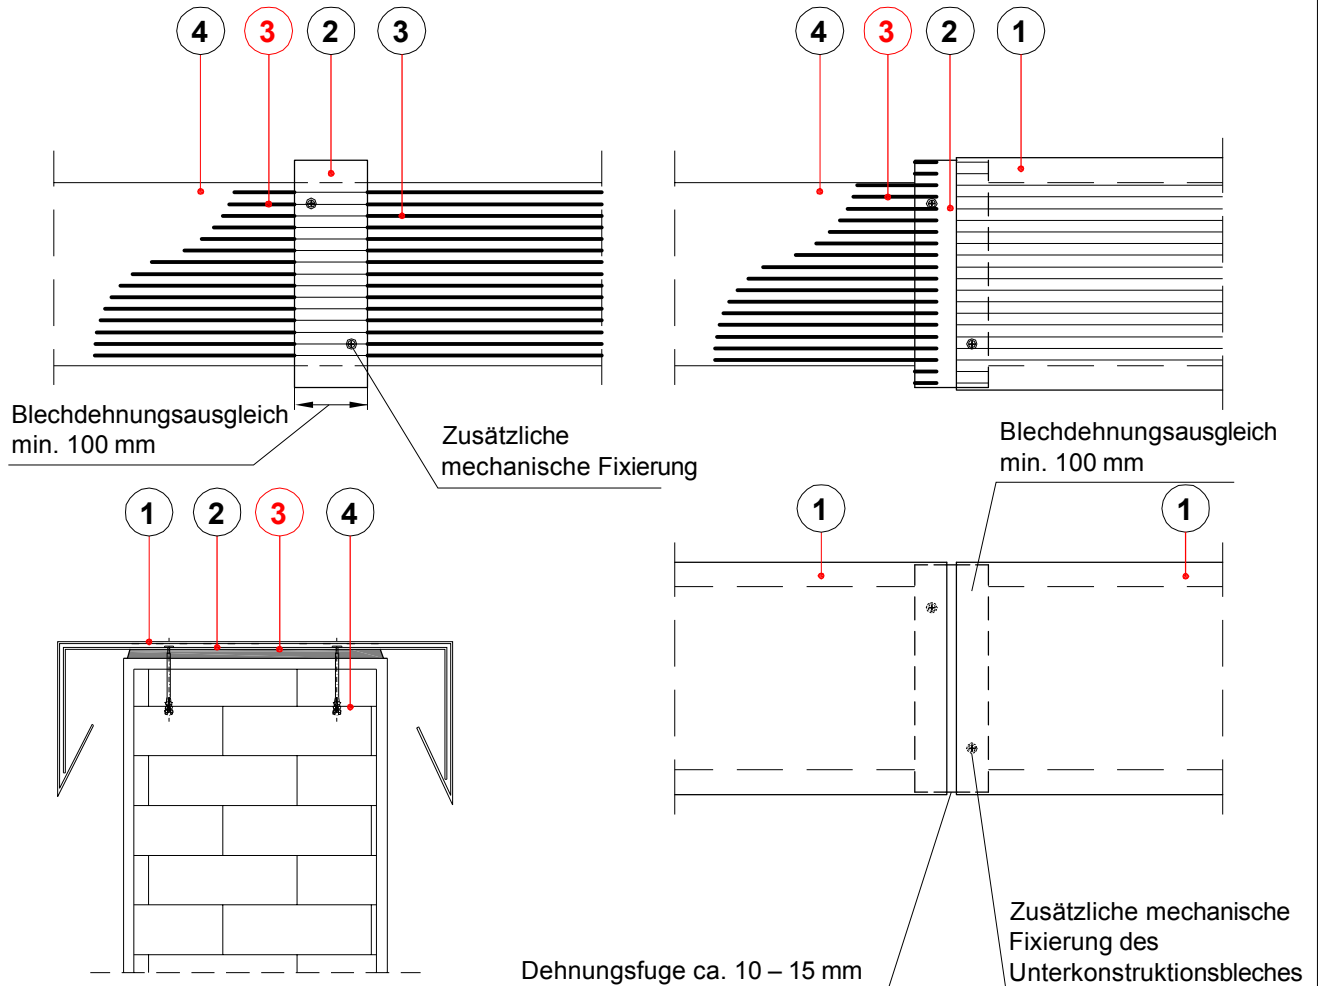 4 3 2 3
4 3 2 1
Blechdehnungsausgleich
min. 100 mm
Zusätzliche
mechanische Fixierung
Blechdehnungsausgleich
min. 100 mm
1 2 3 4
1 1
Zusätzliche mechanische
Fixierung des
Unterkonstruktionsbleches
Dehnungsfuge ca. 10 – 15 mm